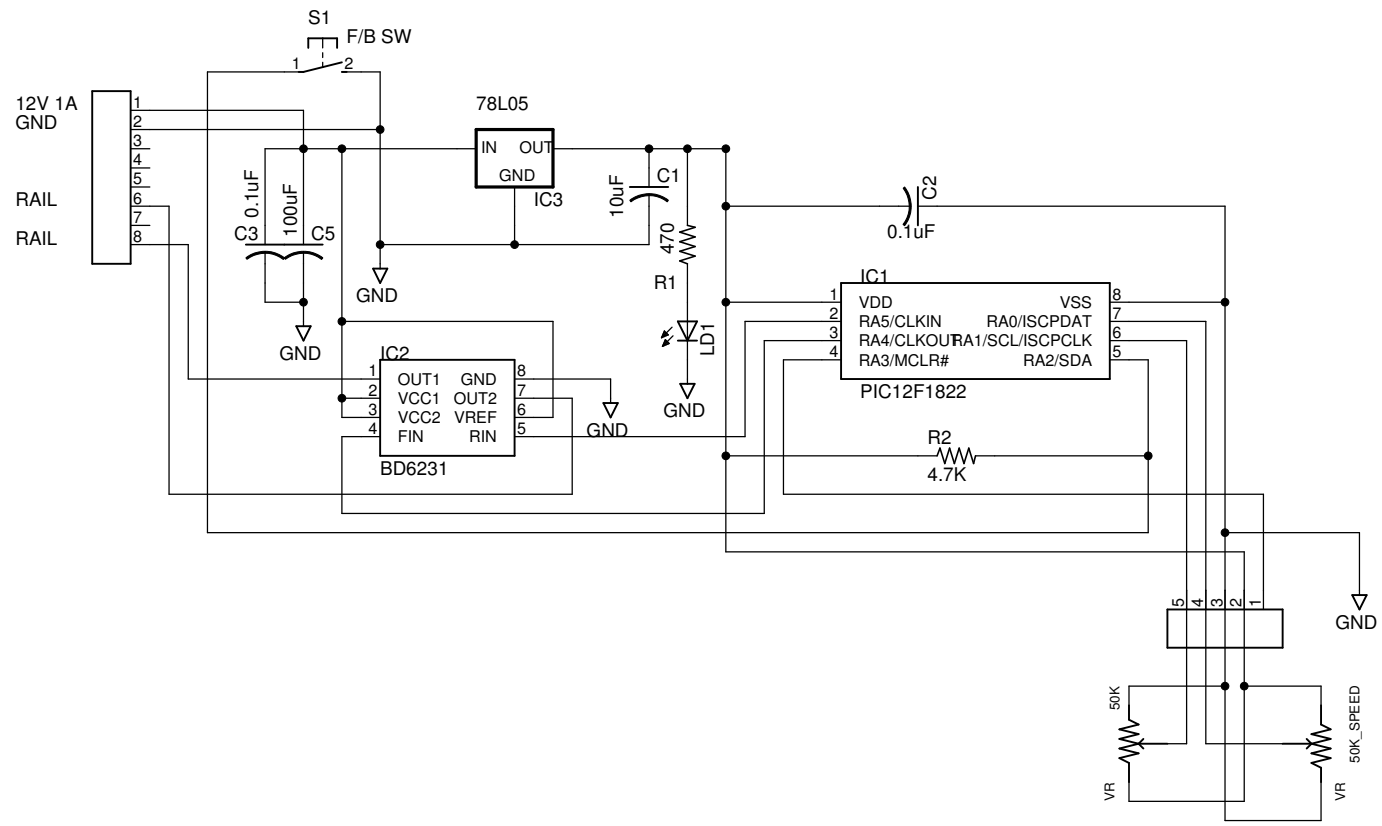 S1
F/B SW
1 2
12V 1A
GND
1
2
3
4
5
RAIL
6
7
RAIL
8
78L05
IN OUT
GND
IC3
0.1uF
100uF
C3 C5
GND
GND
C1
10uF
470
R1
LD1
GND
C2
0.1uF
IC1
1 VDD VSS 8
2 RA5/CLKIN RA0/ISCPDAT 7
3 RA4/CLKOUT RA1/SCL/ISCPCLK 6
4 RA3/MCLR# RA2/SDA 5
PIC12F1822
IC2
1 OUT1 GND 8
2 VCC1 OUT2 7
3 VCC2 VREF 6
4 FIN RIN 5
BD6231
GND
R2
4.7K
5 4 3 2 1
GND
50K
VR
50K_SPEED
VR